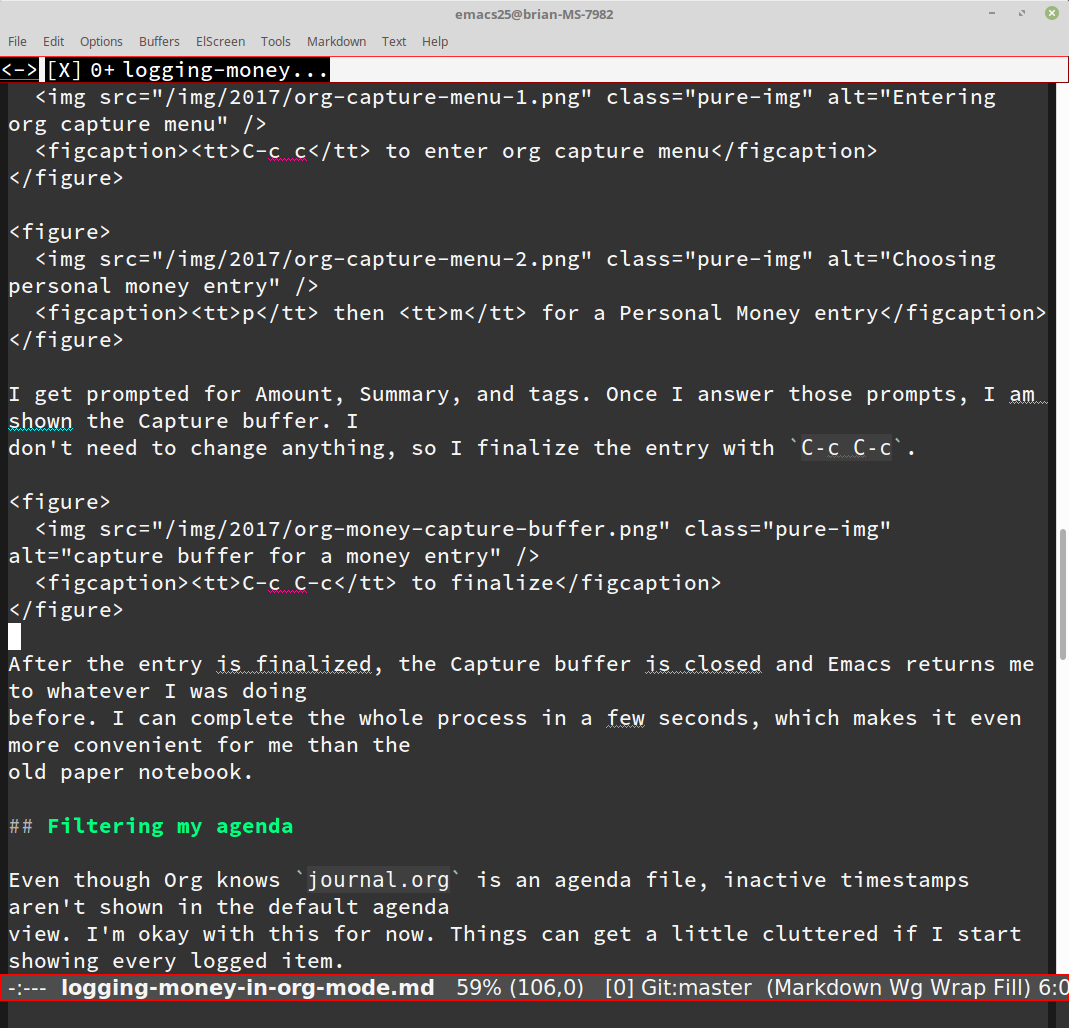 emacs25@brian-MS-7982
File Edit Options Buffers ElScreen Tools Markdown Text Help
<-> [X] 0+ logging-money...
  <img src="/img/2017/org-capture-menu-1.png" class="pure-img" alt="Entering
org capture menu" />
  <figcaption><tt>C-c c</tt> to enter org capture menu</figcaption>
</figure>

<figure>
  <img src="/img/2017/org-capture-menu-2.png" class="pure-img" alt="Choosing
personal money entry" />
  <figcaption><tt>p</tt> then <tt>m</tt> for a Personal Money entry</figcaption>
</figure>

I get prompted for Amount, Summary, and tags. Once I answer those prompts, I am
shown the Capture buffer. I
don't need to change anything, so I finalize the entry with `C-c C-c`.

<figure>
  <img src="/img/2017/org-money-capture-buffer.png" class="pure-img"
alt="capture buffer for a money entry" />
  <figcaption><tt>C-c C-c</tt> to finalize</figcaption>
</figure>

After the entry is finalized, the Capture buffer is closed and Emacs returns me
to whatever I was doing
before. I can complete the whole process in a few seconds, which makes it even
more convenient for me than the
old paper notebook.

## Filtering my agenda

Even though Org knows `journal.org` is an agenda file, inactive timestamps
aren't shown in the default agenda
view. I'm okay with this for now. Things can get a little cluttered if I start
showing every logged item.
-:--- logging-money-in-org-mode.md 59% (106,0) [0] Git:master (Markdown Wg Wrap Fill) 6:0